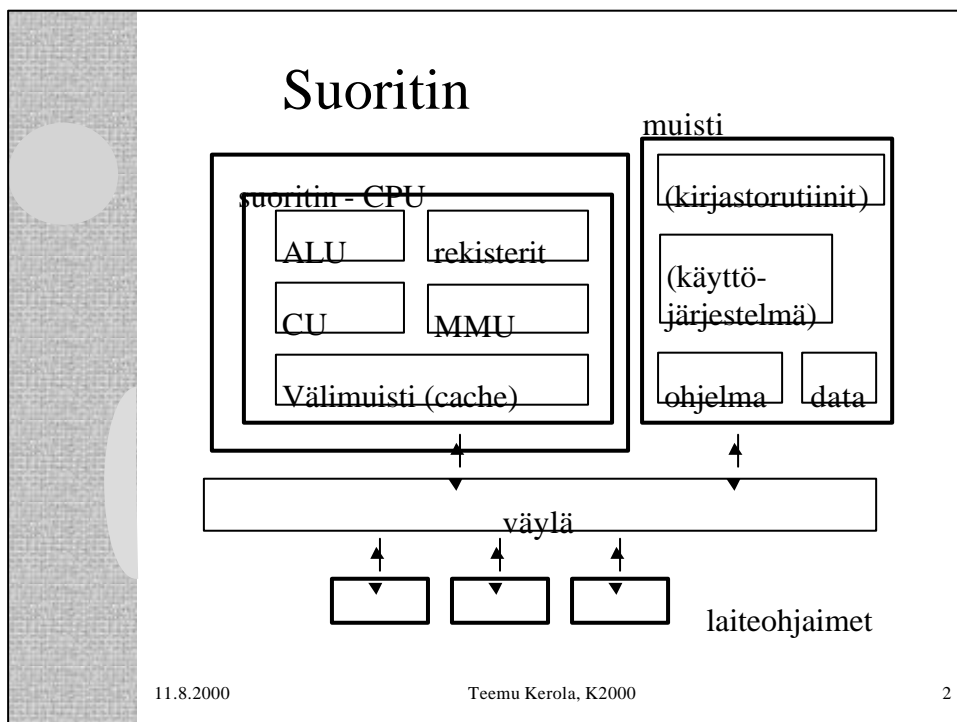 Suoritin
muisti
suoritin - CPU
(kirjastorutiinit)
ALU
rekisterit
(käyttö-
järjestelmä)
CU
MMU
Välimuisti (cache)
ohjelma
data
väylä
laiteohjaimet
11.8.2000
Teemu Kerola, K2000
2